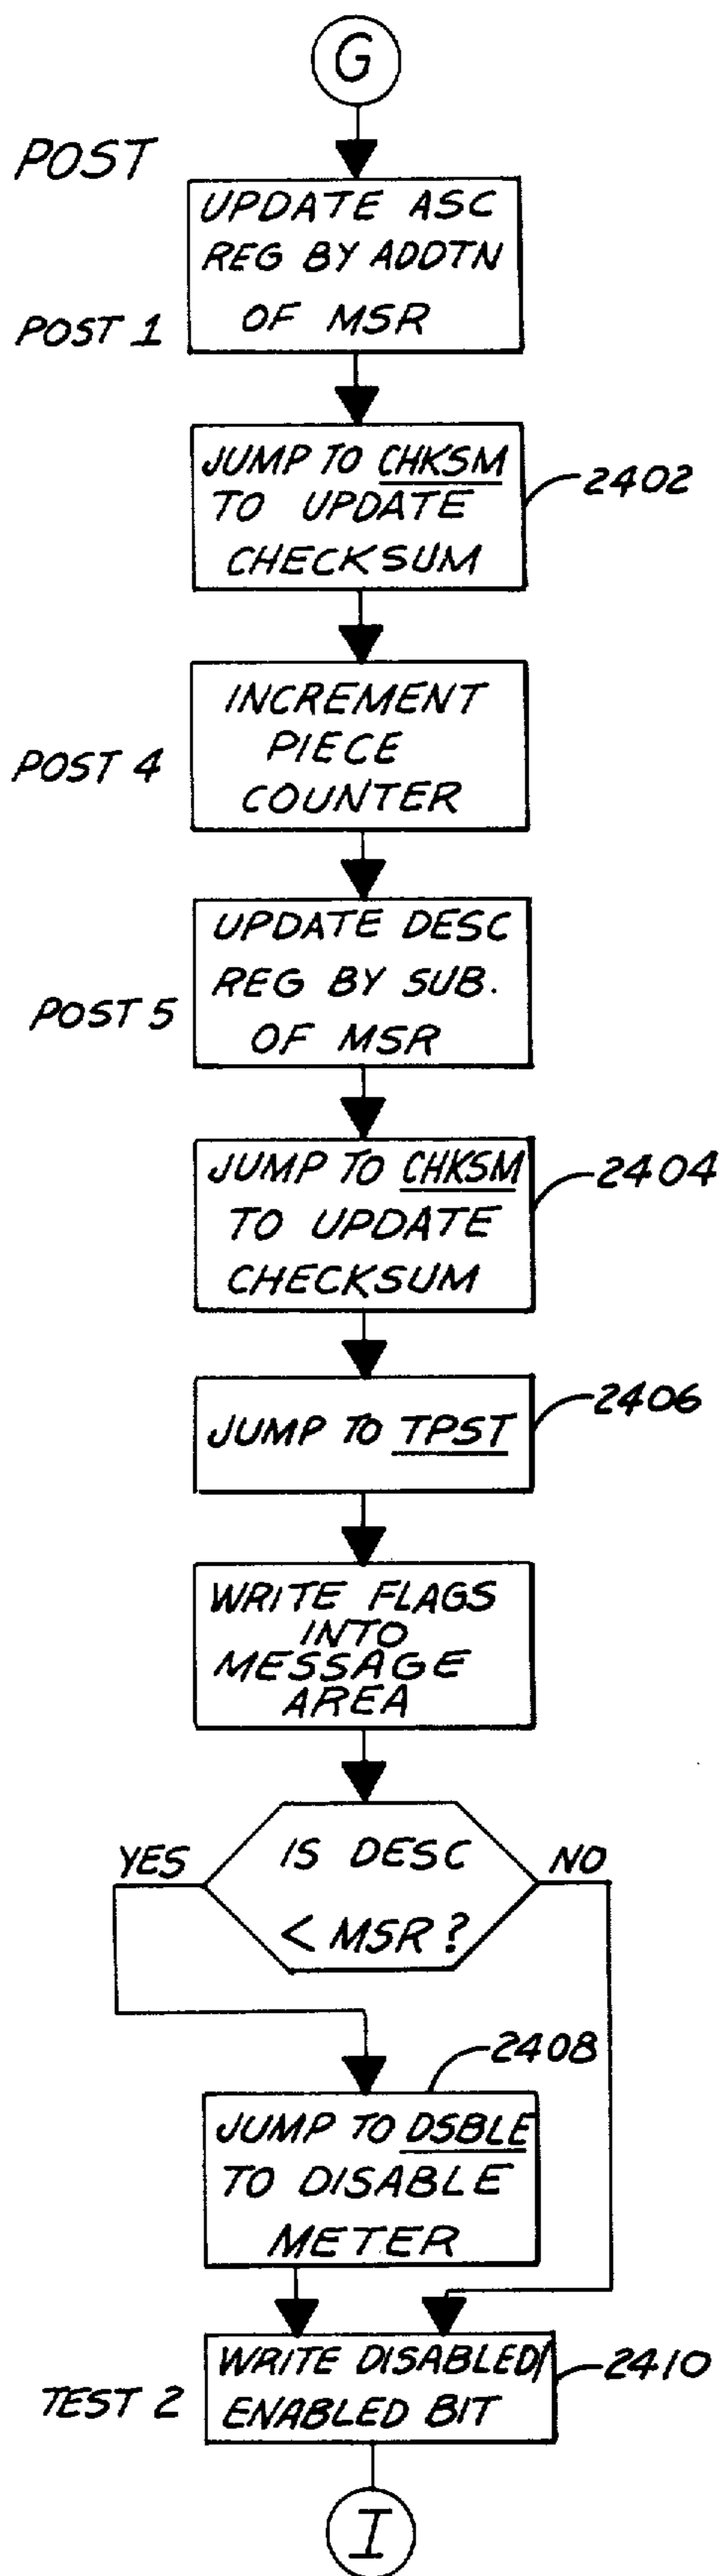 G
POST
UPDATE ASC
REG BY ADDTN
OF MSR
POST 1
JUMP TO CHKSM
TO UPDATE
CHECKSUM
2402
INCREMENT
PIECE
COUNTER
POST 4
UPDATE DESC
REG BY SUB.
OF MSR
POST 5
JUMP TO CHKSM
TO UPDATE
CHECKSUM
2404
JUMP TO TPST
2406
WRITE FLAGS
INTO
MESSAGE
AREA
YES
IS DESC
< MSR?
NO
2408
JUMP TO DSBLE
TO DISABLE
METER
WRITE DISABLED/
ENABLED BIT
2410
TEST 2
I